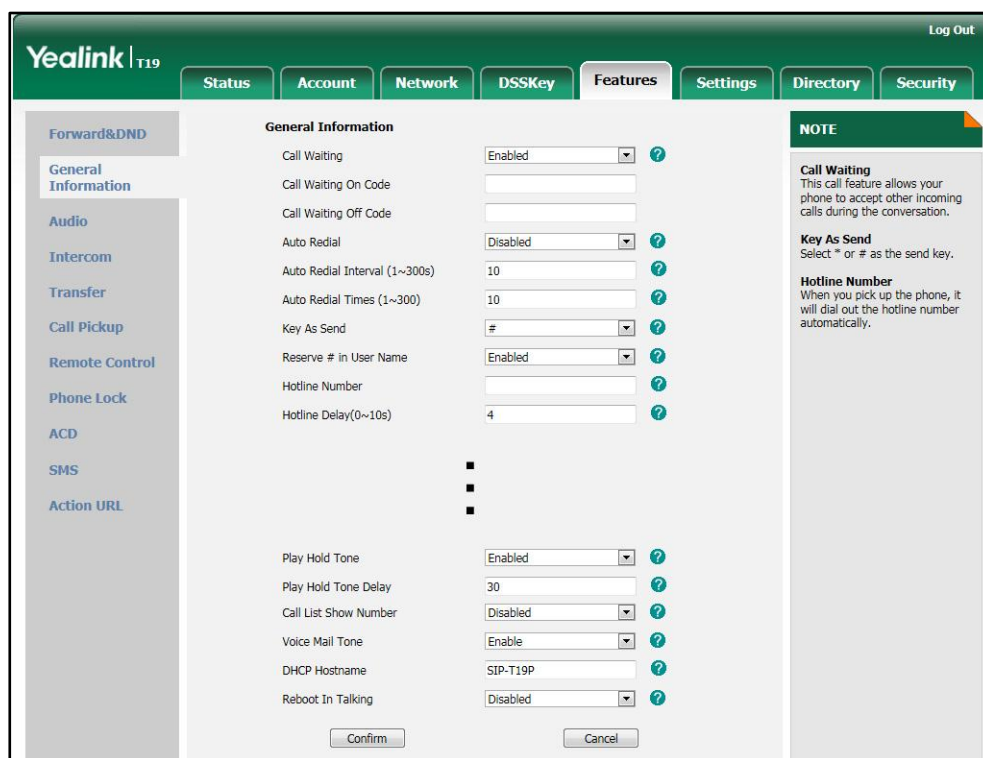 Log Out
Yealink T19
Status Account Network DSSKey Features Settings Directory Security
Forward&DND
General
Information
Audio
Intercom
Transfer
Call Pickup
Remote Control
Phone Lock
ACD
SMS
Action URL
General Information
Call Waiting Enabled ?
Call Waiting On Code
Call Waiting Off Code
Auto Redial Disabled ?
Auto Redial Interval (1~300s) 10 ?
Auto Redial Times (1~300) 10 ?
Key As Send # ?
Reserve # in User Name Enabled ?
Hotline Number ?
Hotline Delay(0~10s) 4 ?
Play Hold Tone Enabled ?
Play Hold Tone Delay 30 ?
Call List Show Number Disabled ?
Voice Mail Tone Enable ?
DHCP Hostname SIP-T19P ?
Reboot In Talking Disabled ?
Confirm Cancel
NOTE
Call Waiting
This call feature allows your
phone to accept other incoming
calls during the conversation.
Key As Send
Select * or # as the send key.
Hotline Number
When you pick up the phone, it
will dial out the hotline number
automatically.